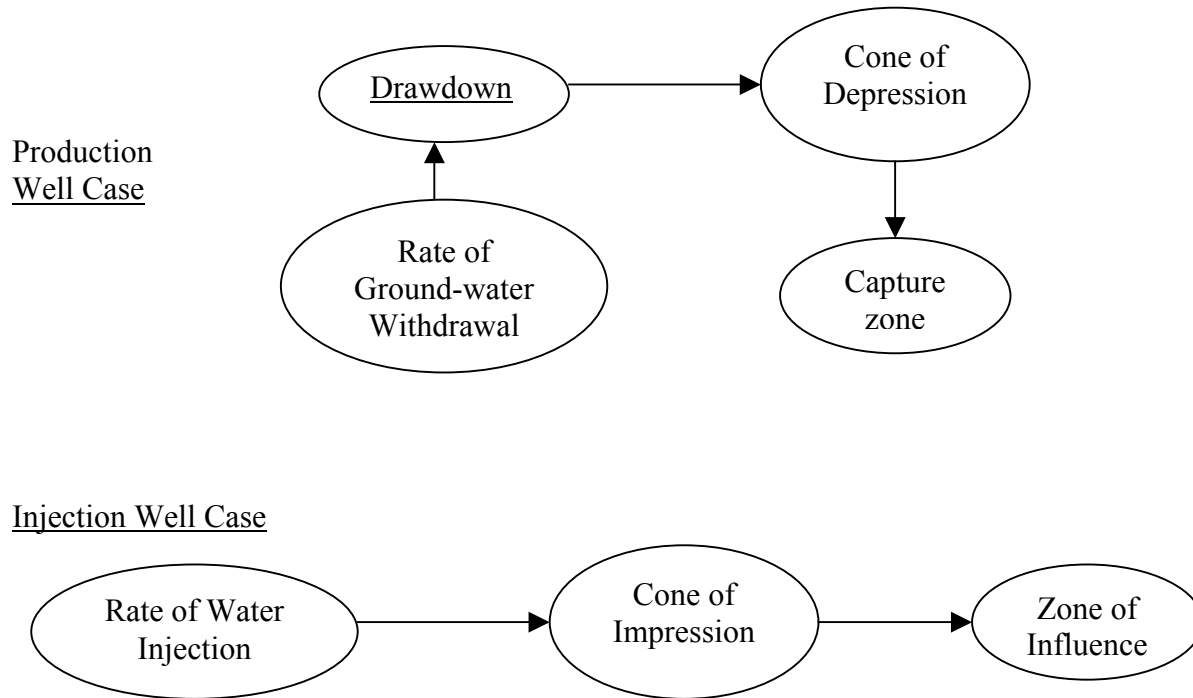 Drawdown
Cone of
Depression
Production
Well Case
Rate of
Ground-water
Withdrawal
Capture
zone
Injection Well Case
Rate of Water
Injection
Cone of
Impression
Zone of
Influence